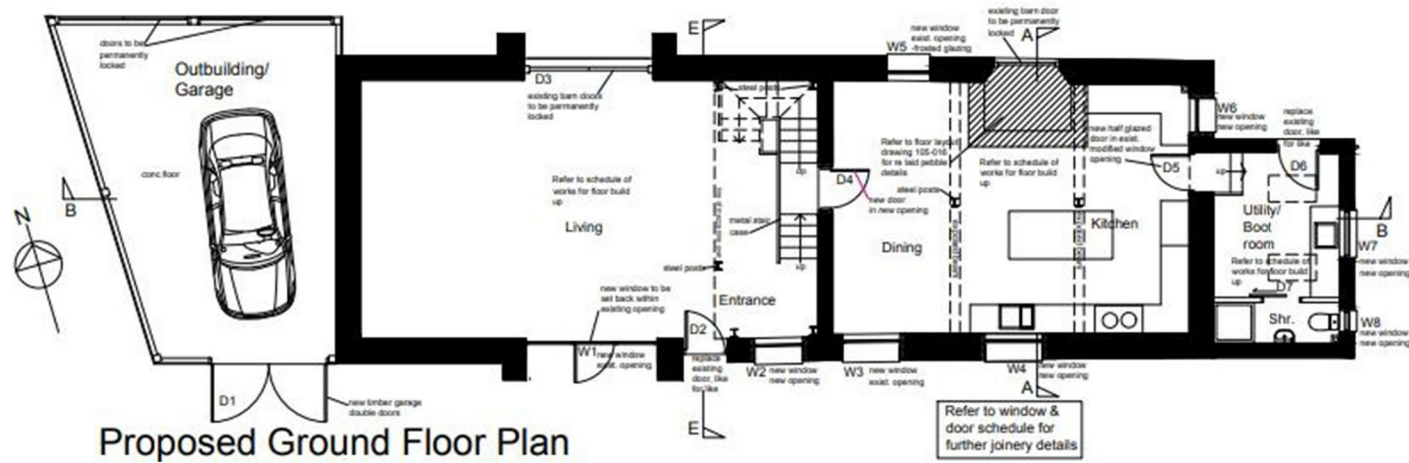 doors to be
permanently
locked
Outbuilding/
Garage
conc.floor
B
N
D1
new timber garage
double doors
D3
existing barn doors
to be permanently
locked
Refer to schedule of
works for floor build
up
Living
new window to be
set back within
existing opening
W1
new window
exist. opening
E
steel posts
up
metal stair
case
up
steel posts
Entrance
D2
replace
existing
door, like
for like
E
W2
new window
new opening
D4
new door
in new opening
W5
new window
exist. opening
-frosted glazing
existing barn door
to be permanently
locked
A
Refer to floor layout
drawing 105-016
for re laid pebble
details
Refer to schedule of
works for floor build
up
steel posts
Dining
Kitchen
new half glazed
door in exist.
modified window
opening
D5
W3
new window
exist. opening
W4
new window
new opening
A
W6
new window
new opening
replace
existing
door, like
for like
D6
up
Utility/
Boot
room
Refer to schedule of
works for floor build
up
D7
Shr.
B
W7
new window
new opening
W8
new window
new opening
Refer to window &
door schedule for
further joinery details
Proposed Ground Floor Plan